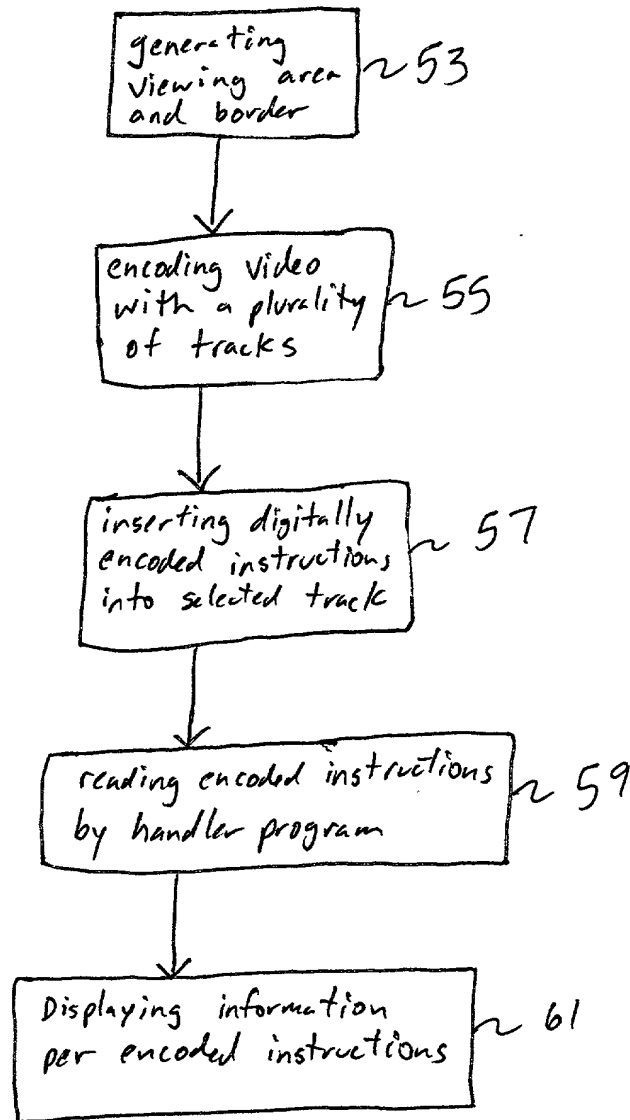 generating
viewing area
and border
53
encoding video
with a plurality
of tracks
55
inserting digitally
encoded instructions
into selected track
57
reading encoded instructions
by handler program
59
Displaying information
per encoded instructions
61